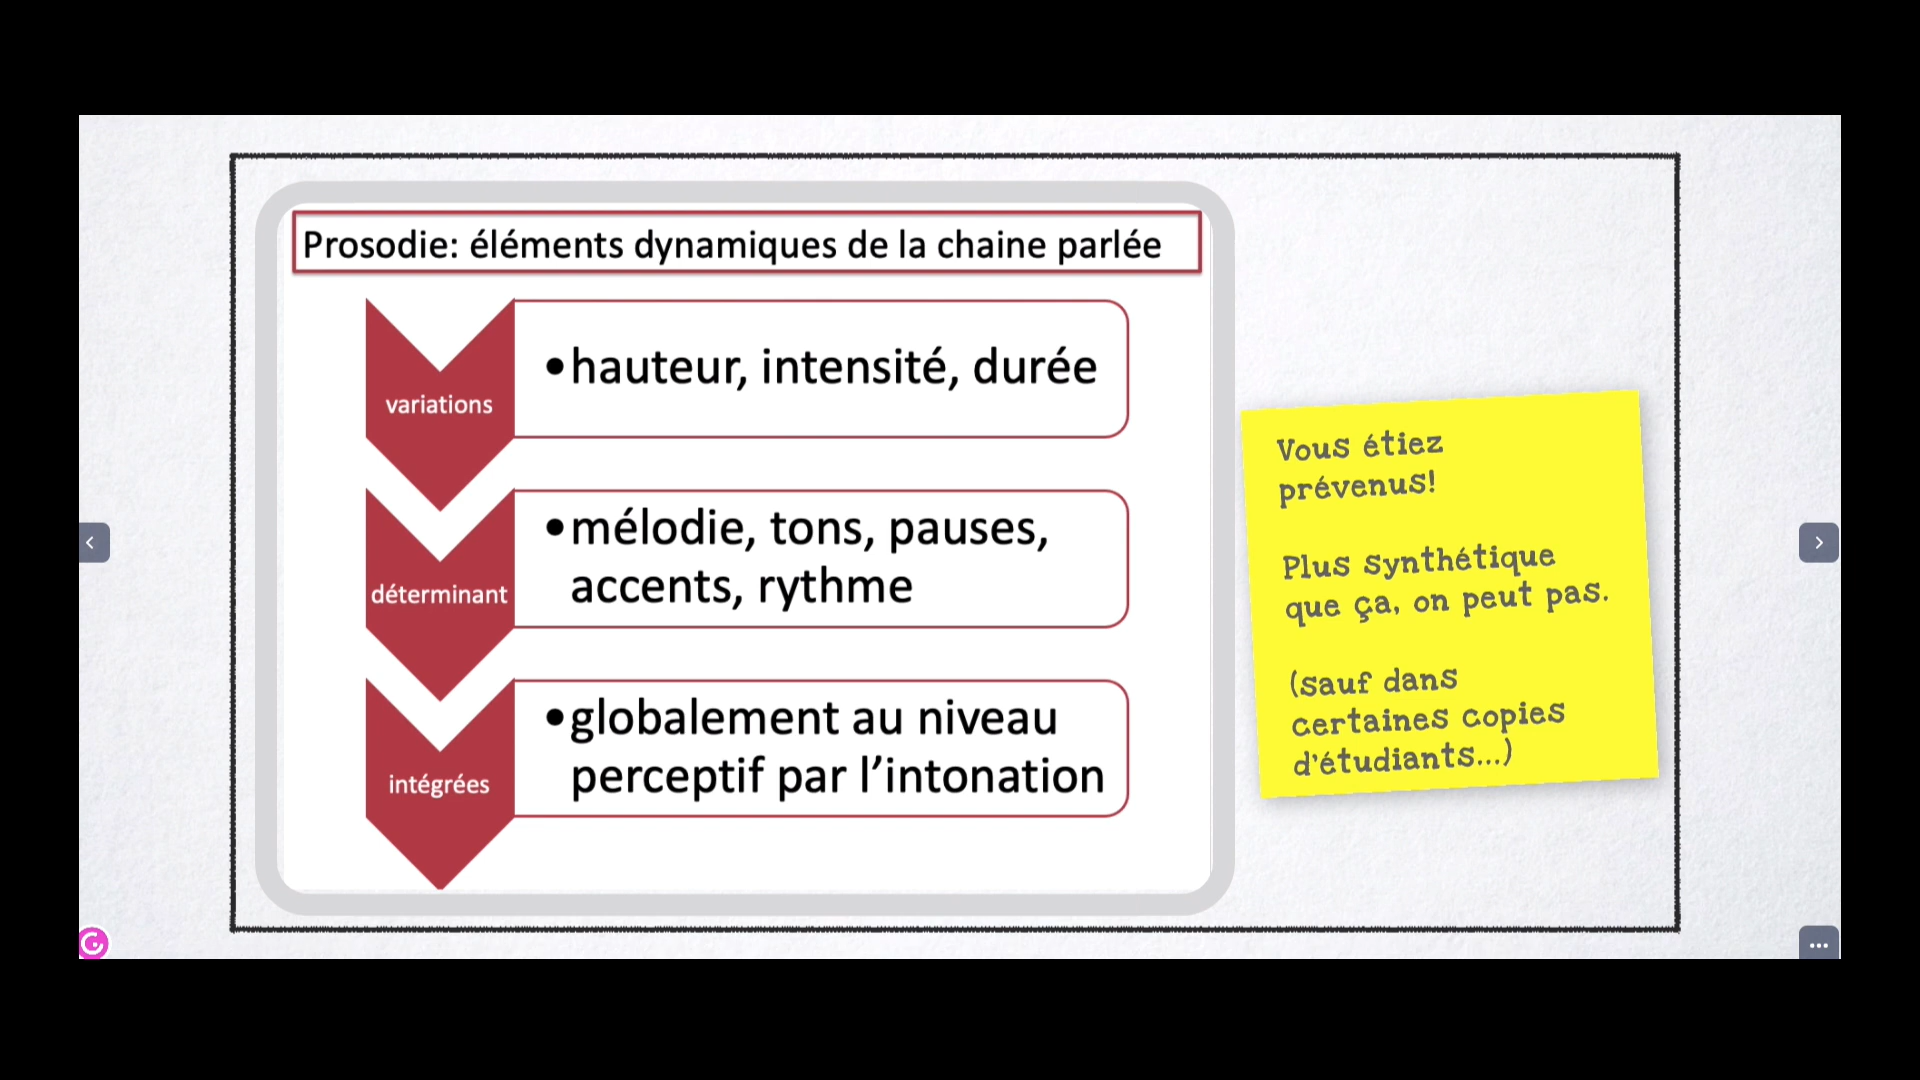 Prosodie: éléments dynamiques de la chaine parlée
variations
•hauteur, intensité, durée
déterminant
•mélodie, tons, pauses,
accents, rythme
intégrées
•globalement au niveau
perceptif par l’intonation
Vous étiez
prévenus!
Plus synthétique
que ça, on peut pas.
(sauf dans
certaines copies
d'étudiants...)